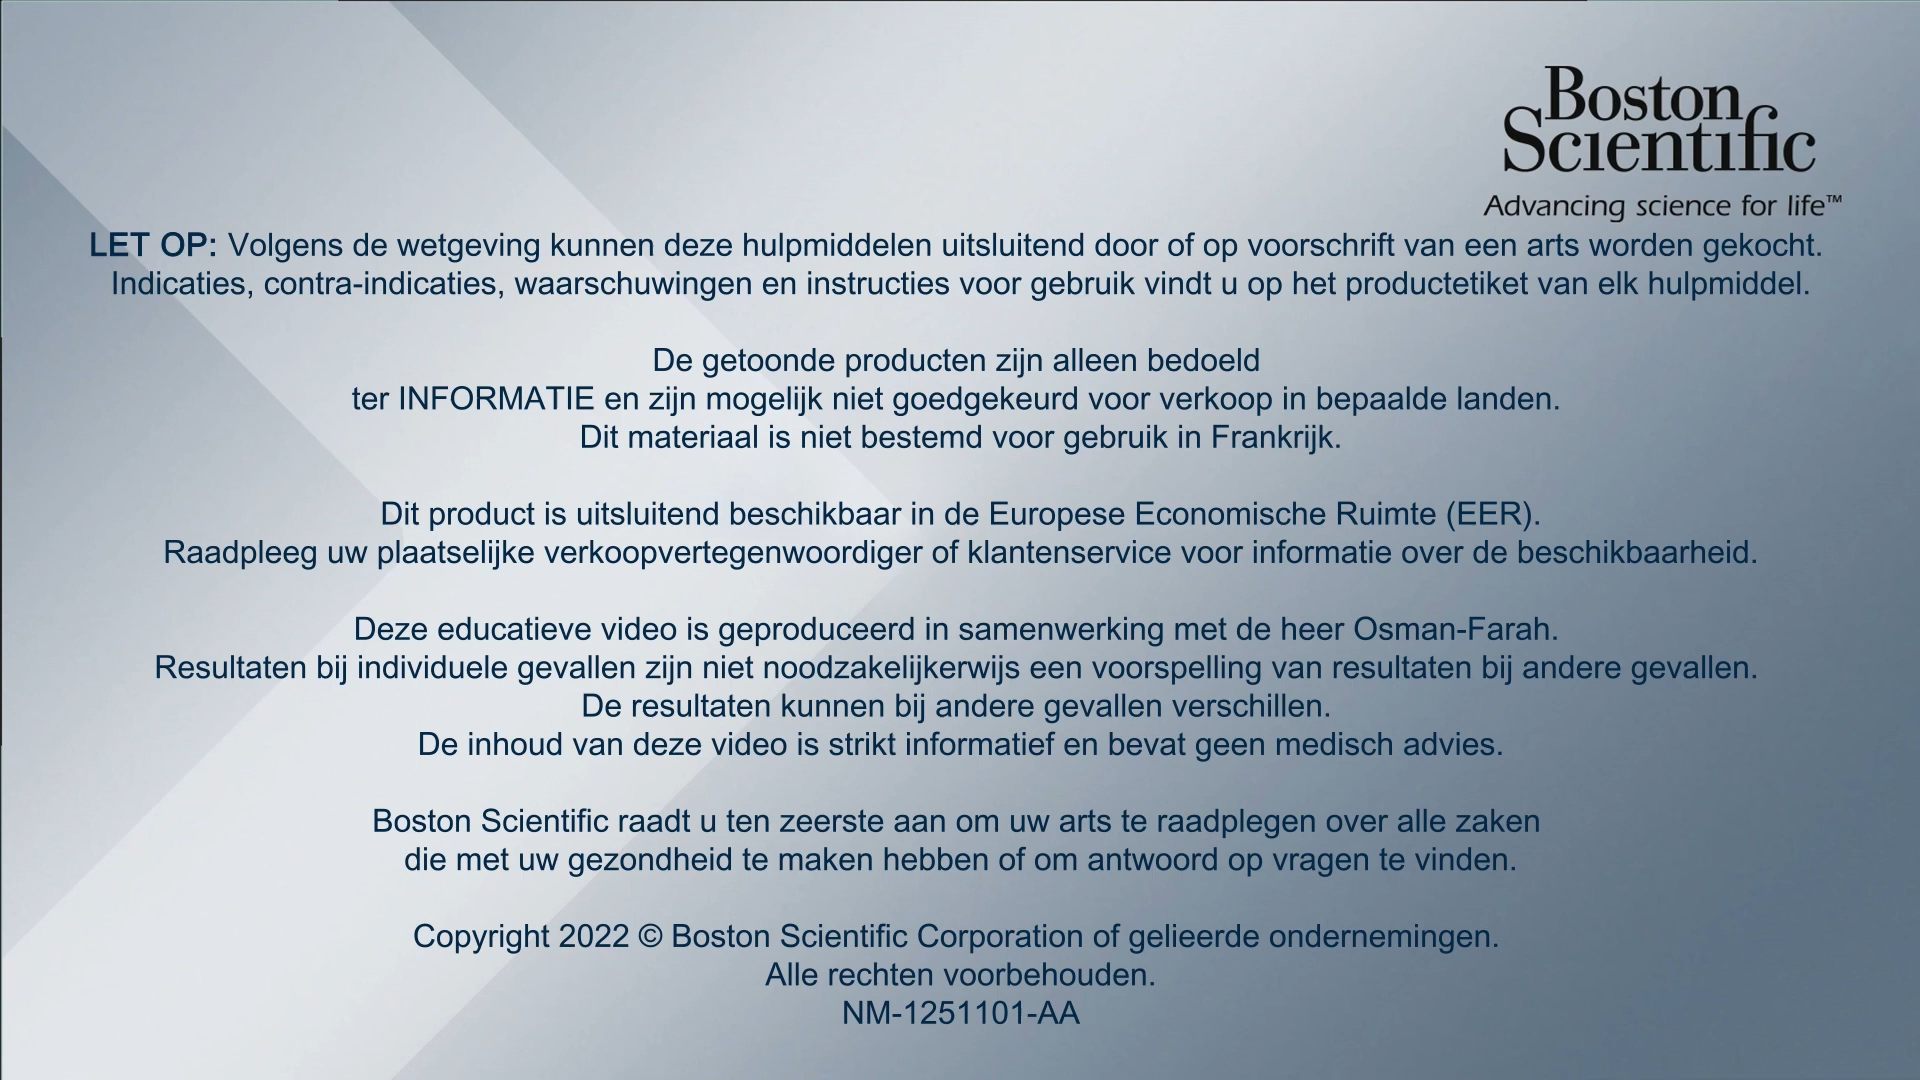 Boston
Scientific
Advancing science for life™
LET OP: Volgens de wetgeving kunnen deze hulpmiddelen uitsluitend door of op voorschrift van een arts worden gekocht.
Indicaties, contra-indicaties, waarschuwingen en instructies voor gebruik vindt u op het productetiket van elk hulpmiddel.
De getoonde producten zijn alleen bedoeld
ter INFORMATIE en zijn mogelijk niet goedgekeurd voor verkoop in bepaalde landen.
Dit materiaal is niet bestemd voor gebruik in Frankrijk.
Dit product is uitsluitend beschikbaar in de Europese Economische Ruimte (EER).
Raadpleeg uw plaatselijke verkoopvertegenwoordiger of klantenservice voor informatie over de beschikbaarheid.
Deze educatieve video is geproduceerd in samenwerking met de heer Osman-Farah.
Resultaten bij individuele gevallen zijn niet noodzakelijkerwijs een voorspelling van resultaten bij andere gevallen.
De resultaten kunnen bij andere gevallen verschillen.
De inhoud van deze video is strikt informatief en bevat geen medisch advies.
Boston Scientific raadt u ten zeerste aan om uw arts te raadplegen over alle zaken
die met uw gezondheid te maken hebben of om antwoord op vragen te vinden.
Copyright 2022 © Boston Scientific Corporation of gelieerde ondernemingen.
Alle rechten voorbehouden.
NM-1251101-AA